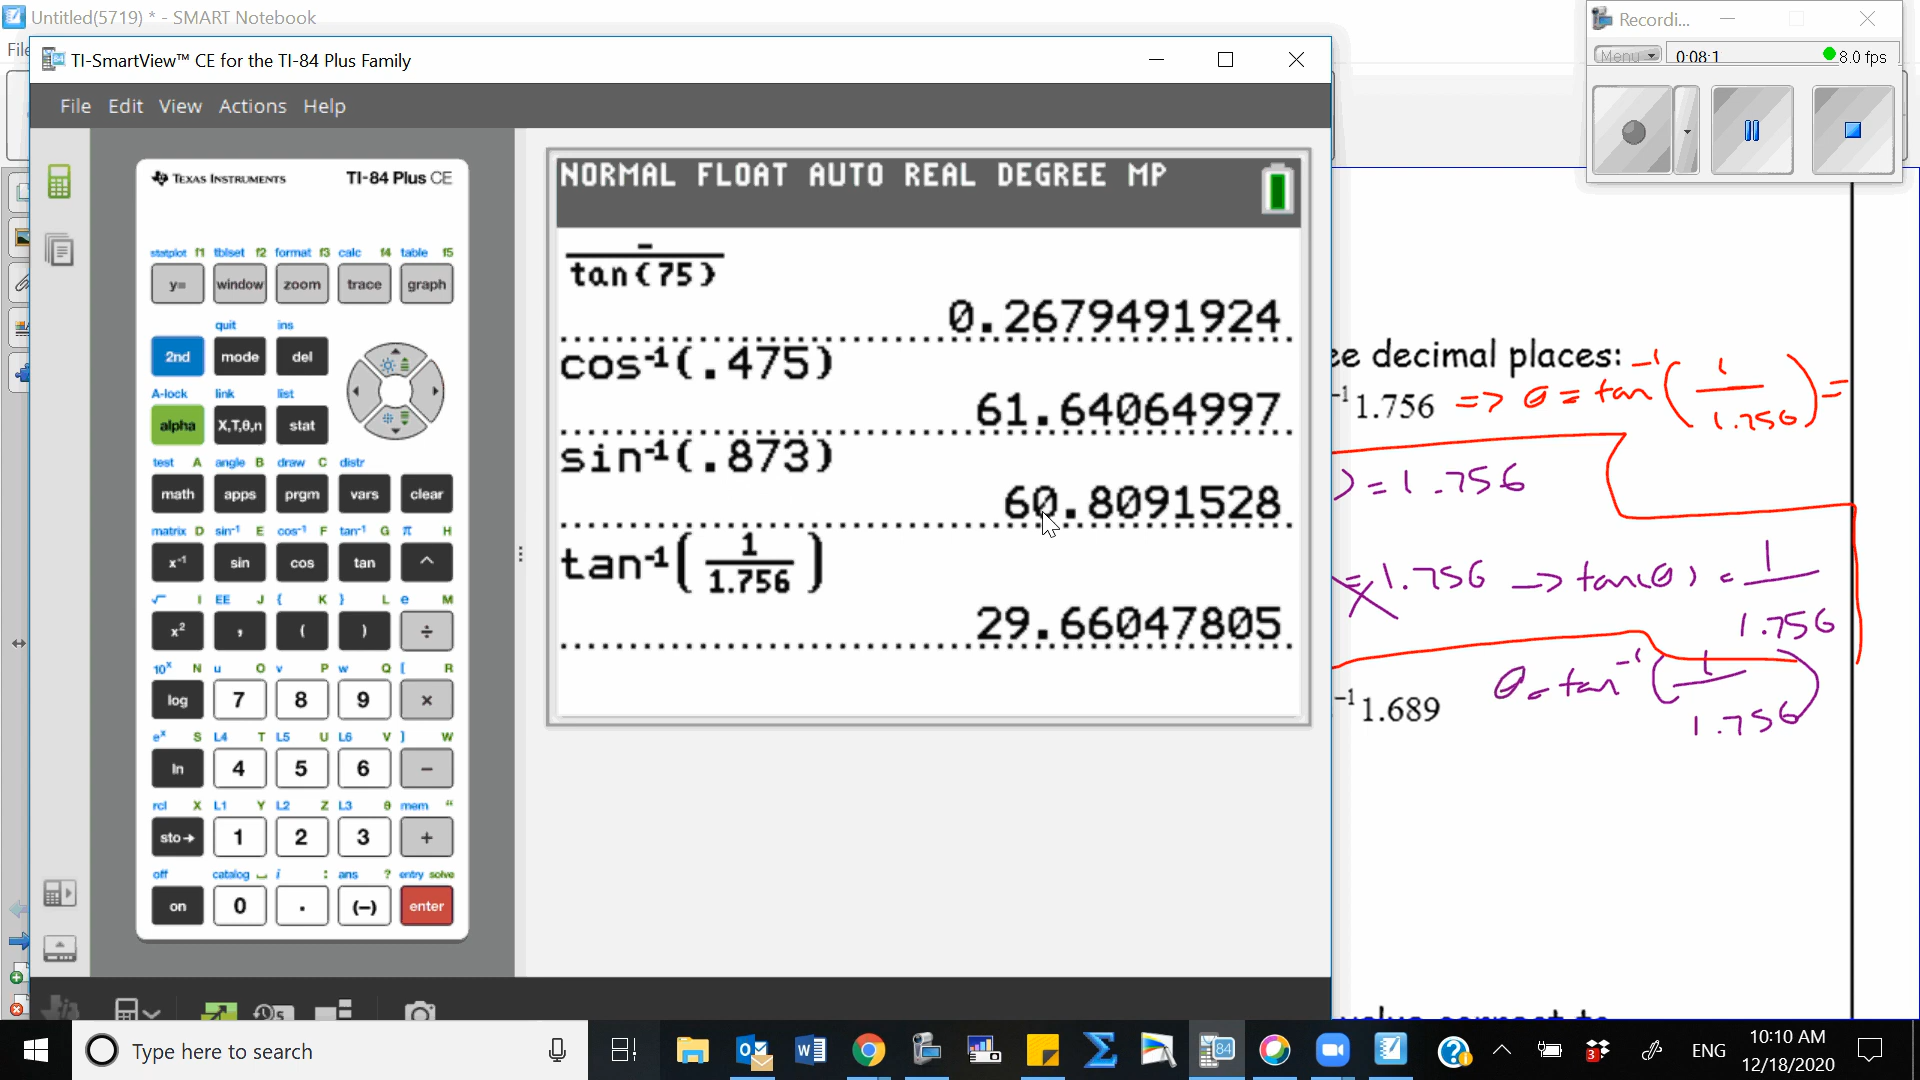 Untitled(5719) * - SMART Notebook
File
TI-SmartView™ CE for the TI-84 Plus Family
File Edit View Actions Help
Recordi...
Menu
0:08:1
8.0 fps
TEXAS INSTRUMENTS TI-84 Plus CE
statplot f1 tblset f2 format f3 calc f4 table f5
y= window zoom trace graph
quit ins
2nd mode del
A-lock link list
alpha X,T,θ,n stat
test A angle B draw C distr
math apps prgm vars clear
matrix D sin⁻¹ E cos⁻¹ F tan⁻¹ G π H
x⁻¹ sin cos tan ^
√ I EE J { K } L e M
x² , ( ) ÷
10ˣ N u O v P w Q [ R
log 7 8 9 ×
eˣ S L4 T L5 U L6 V ] W
ln 4 5 6 −
rcl X L1 Y L2 Z L3 θ mem "
sto→ 1 2 3 +
off catalog ⎵ i : ans ? entry solve
on 0 . (−) enter
NORMAL FLOAT AUTO REAL DEGREE MP
tan(75)
0.2679491924
cos⁻¹(.475)
61.64064997
sin⁻¹(.873)
60.8091528
tan⁻¹(1/1.756)
29.66047805
ee decimal places:
⁻¹1.756 => θ = tan⁻¹(1/1.756) =
) = 1.756
= 1.756 → tan(θ) = 1/1.756
θ = tan⁻¹(1/1.756)
⁻¹1.689
Type here to search
84
3
ENG
10:10 AM
12/18/2020